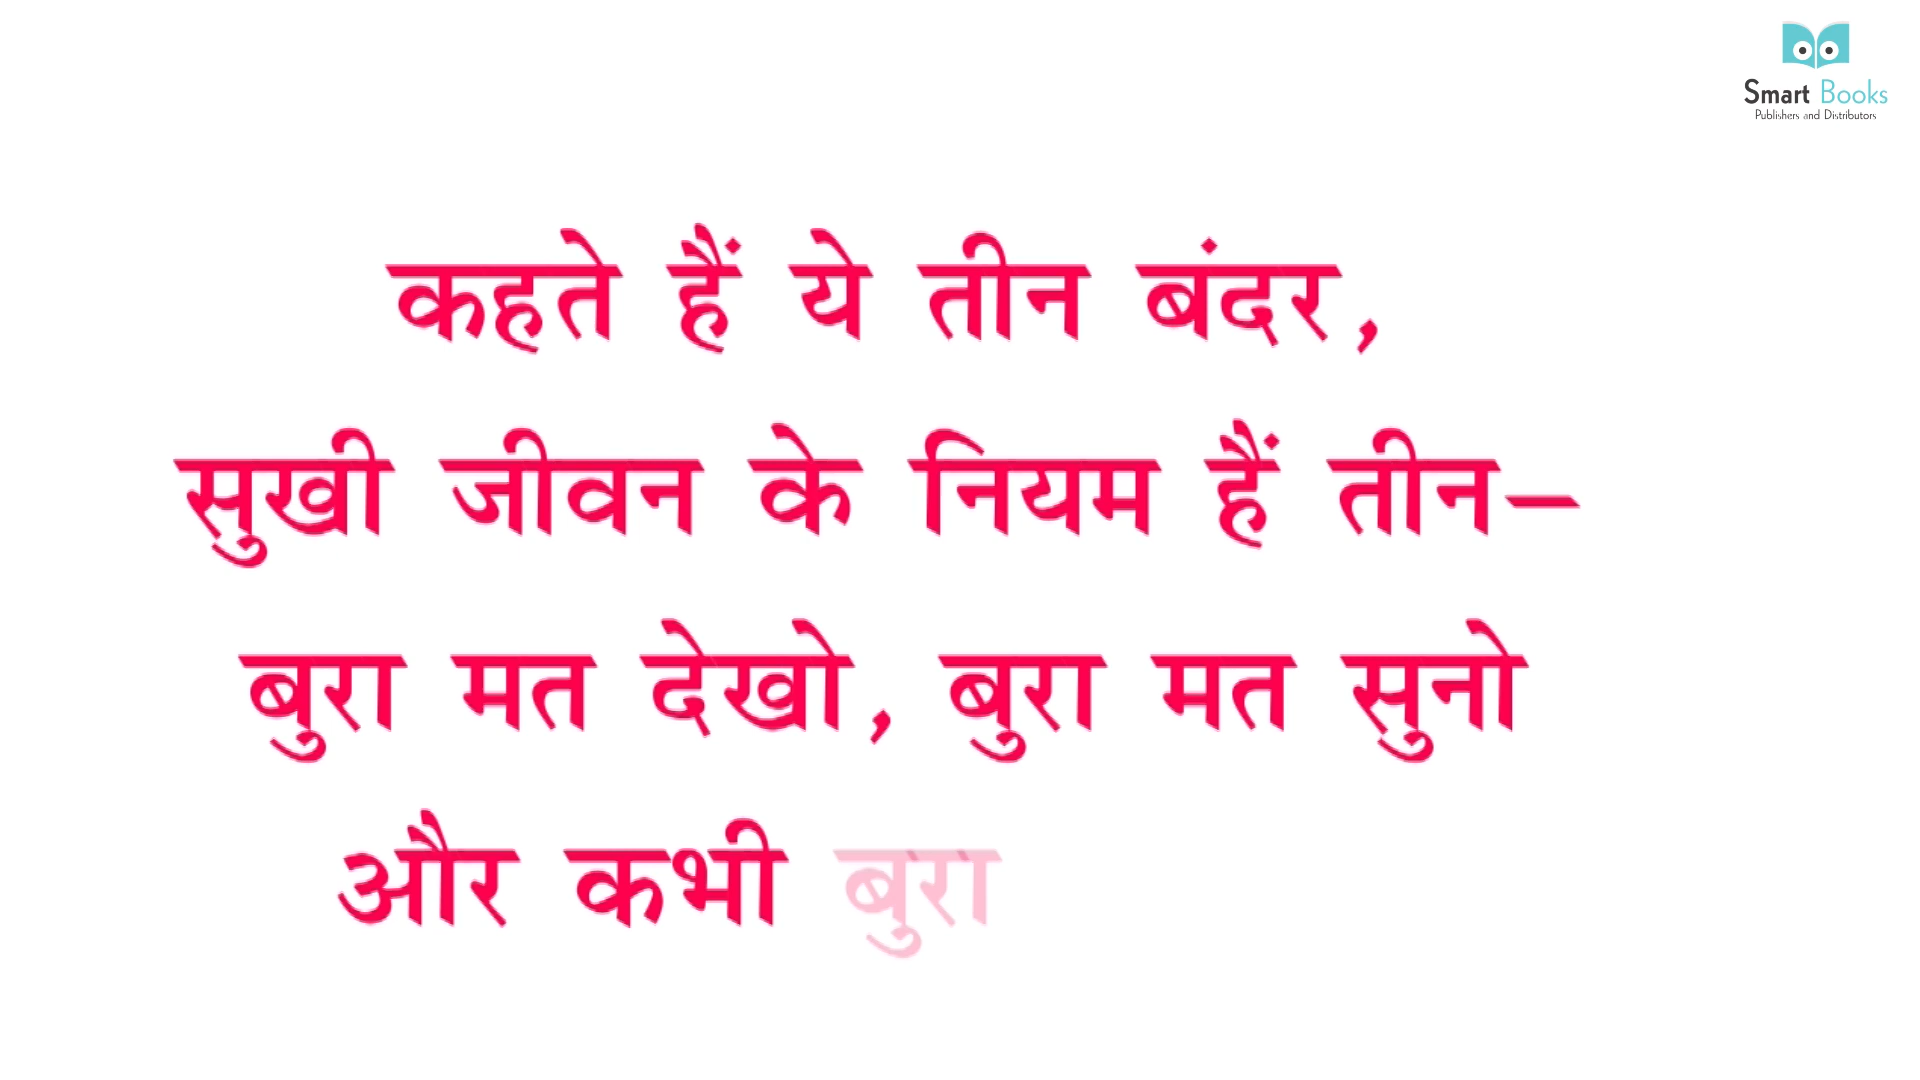 Smart Books
Publishers and Distributors
कहते हैं ये तीन बंदर,
सुखी जीवन के नियम हैं तीन–
बुरा मत देखो, बुरा मत सुनो
और कभी बुरा